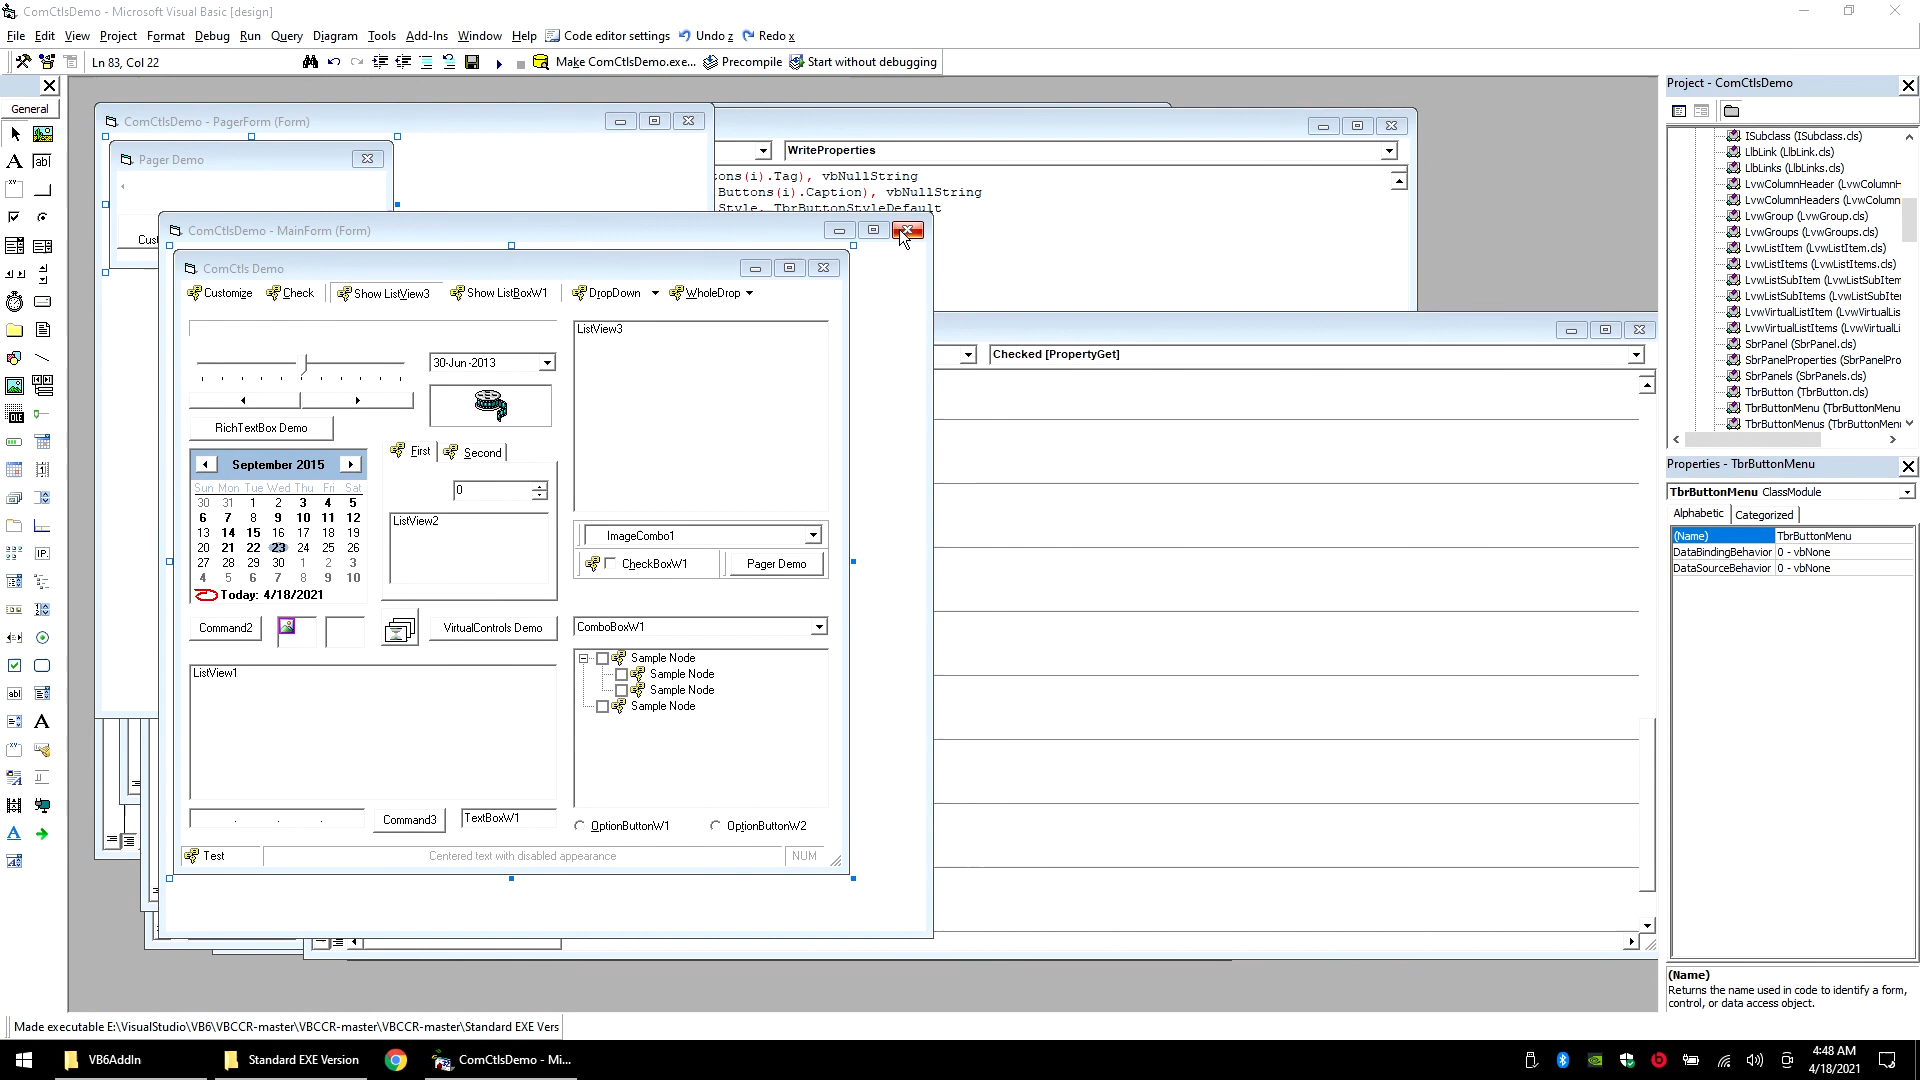 ComCtlsDemo - Microsoft Visual Basic [design]
File Edit View Project Format Debug Run Query Diagram Tools Add-Ins Window Help Code editor settings Undo z Redo x
Ln 83, Col 22
Make ComCtlsDemo.exe... Precompile Start without debugging
General
ComCtlsDemo - PagerForm (Form)
Pager Demo
WriteProperties
ons(i).Tag), vbNullString
Buttons(i).Caption), vbNullString
Style, TbrButtonStyleDefault
Cust
ComCtlsDemo - MainForm (Form)
ComCtls Demo
Customize Check Show ListView3 Show ListBoxW1 DropDown WholeDrop
ListView3
30-Jun-2013
RichTextBox Demo
September 2015
Sun Mon Tue Wed Thu Fri Sat
30 31 1 2 3 4 5
6 7 8 9 10 11 12
13 14 15 16 17 18 19
20 21 22 23 24 25 26
27 28 29 30 1 2 3
4 5 6 7 8 9 10
Today: 4/18/2021
First Second
0
ListView2
ImageCombo1
CheckBoxW1 Pager Demo
Command2 VirtualControls Demo
ComboBoxW1
Sample Node
Sample Node
Sample Node
Sample Node
ListView1
. . .
Command3 TextBoxW1
OptionButtonW1 OptionButtonW2
Test Centered text with disabled appearance NUM
Checked [PropertyGet]
Project - ComCtlsDemo
ISubclass (ISubclass.cls)
LlbLink (LlbLink.cls)
LlbLinks (LlbLinks.cls)
LvwColumnHeader (LvwColumnH
LvwColumnHeaders (LvwColumn
LvwGroup (LvwGroup.cls)
LvwGroups (LvwGroups.cls)
LvwListItem (LvwListItem.cls)
LvwListItems (LvwListItems.cls)
LvwListSubItem (LvwListSubItem
LvwListSubItems (LvwListSubIter
LvwVirtualListItem (LvwVirtualLis
LvwVirtualListItems (LvwVirtualLi
SbrPanel (SbrPanel.cls)
SbrPanelProperties (SbrPanelPro
SbrPanels (SbrPanels.cls)
TbrButton (TbrButton.cls)
TbrButtonMenu (TbrButtonMenu
TbrButtonMenus (TbrButtonMenu
Properties - TbrButtonMenu
TbrButtonMenu ClassModule
Alphabetic Categorized
(Name) TbrButtonMenu
DataBindingBehavior 0 - vbNone
DataSourceBehavior 0 - vbNone
(Name)
Returns the name used in code to identify a form,
control, or data access object.
Made executable E:\VisualStudio\VB6\VBCCR-master\VBCCR-master\VBCCR-master\Standard EXE Vers
VB6AddIn Standard EXE Version ComCtlsDemo - Mi...
4:48 AM
4/18/2021